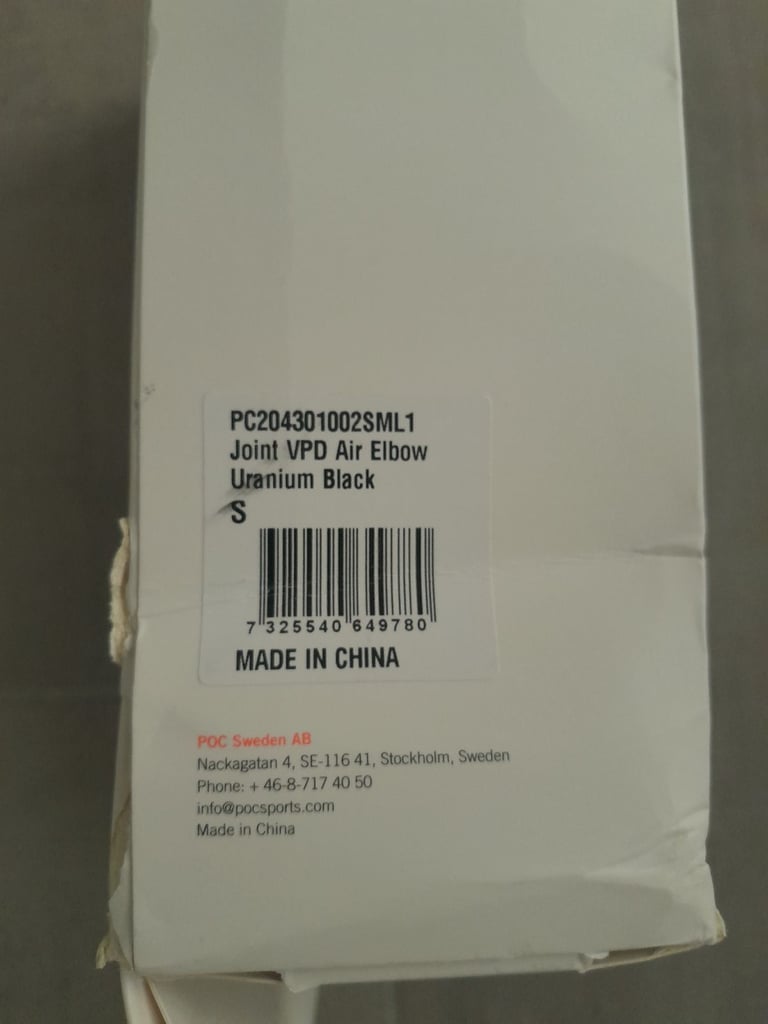 PC204301002SML1
Joint VPD Air Elbow
Uranium Black
S
7 325540 649780
MADE IN CHINA
POC Sweden AB
Nackagatan 4, SE-116 41, Stockholm, Sweden
Phone: + 46-8-717 40 50
info@pocsports.com
Made in China